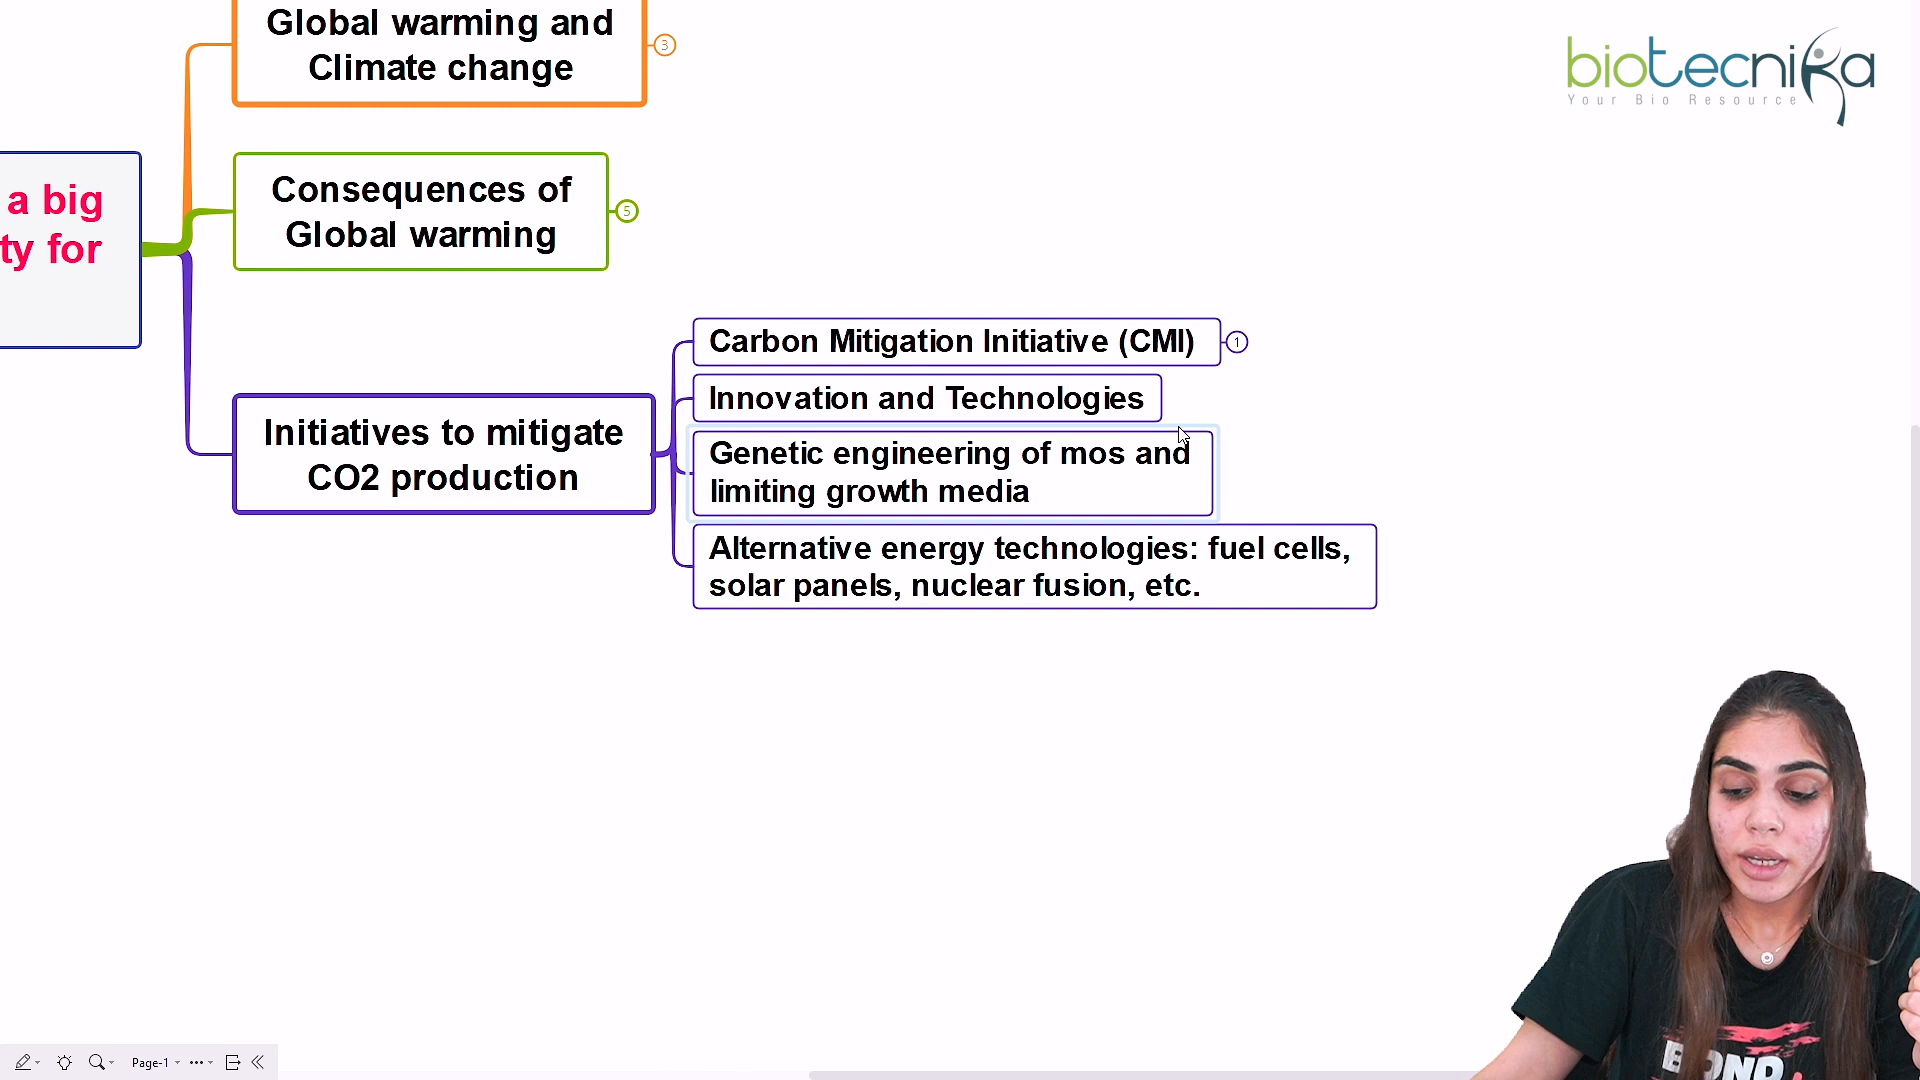 Global warming and
Climate change
3
biotecnika
Your Bio Resource
a big
ty for
Consequences of
Global warming
5
Initiatives to mitigate
CO2 production
Carbon Mitigation Initiative (CMI)
1
Innovation and Technologies
Genetic engineering of mos and
limiting growth media
Alternative energy technologies: fuel cells,
solar panels, nuclear fusion, etc.
Page-1